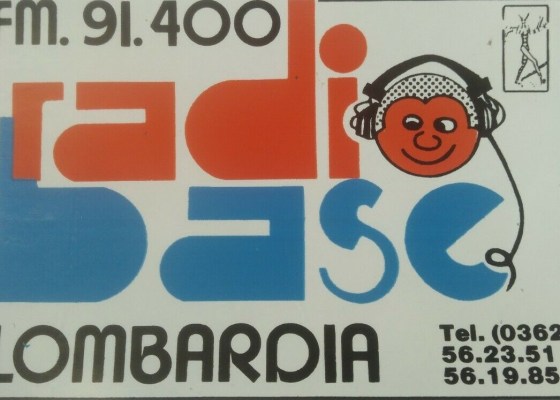 FM. 91.400
radio
base
LOMBARDIA
Tel. (0362
56.23.51
56.19.85